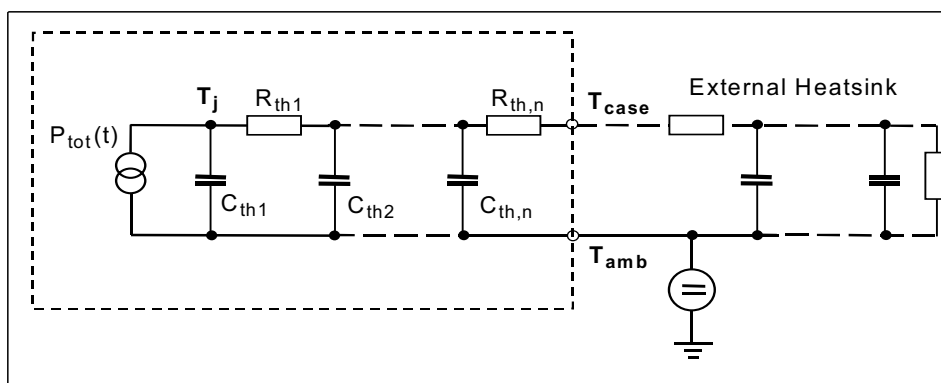 External Heatsink
T_j R_th1 R_th,n T_case
P_tot(t)
C_th1 C_th2 C_th,n
T_amb